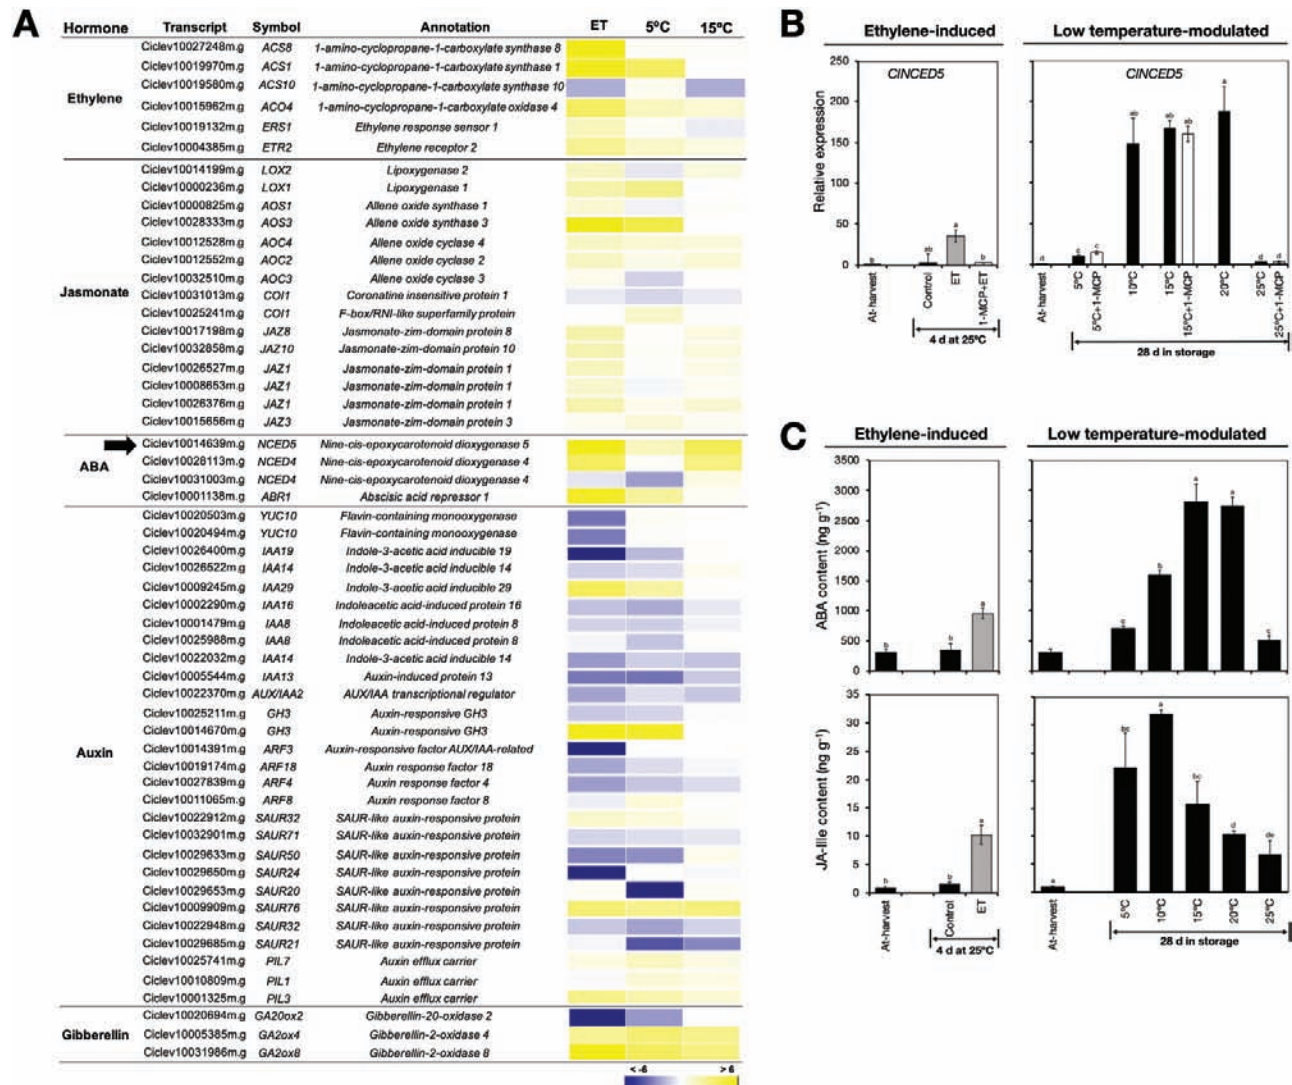 A
Hormone Transcript Symbol Annotation ET 5ºC 15ºC
Ethylene
Ciclev10027248m.g ACS8 1-amino-cyclopropane-1-carboxylate synthase 8
Ciclev10019970m.g ACS1 1-amino-cyclopropane-1-carboxylate synthase 1
Ciclev10019580m.g ACS10 1-amino-cyclopropane-1-carboxylate synthase 10
Ciclev10015962m.g ACO4 1-amino-cyclopropane-1-carboxylate oxidase 4
Ciclev10019132m.g ERS1 Ethylene response sensor 1
Ciclev10004385m.g ETR2 Ethylene receptor 2
Jasmonate
Ciclev10014199m.g LOX2 Lipoxygenase 2
Ciclev10000236m.g LOX1 Lipoxygenase 1
Ciclev10000825m.g AOS1 Allene oxide synthase 1
Ciclev10028333m.g AOS3 Allene oxide synthase 3
Ciclev10012528m.g AOC4 Allene oxide cyclase 4
Ciclev10012552m.g AOC2 Allene oxide cyclase 2
Ciclev10032510m.g AOC3 Allene oxide cyclase 3
Ciclev10031013m.g COI1 Coronatine insensitive protein 1
Ciclev10025241m.g COI1 F-box/RNI-like superfamily protein
Ciclev10017198m.g JAZ8 Jasmonate-zim-domain protein 8
Ciclev10032858m.g JAZ10 Jasmonate-zim-domain protein 10
Ciclev10026527m.g JAZ1 Jasmonate-zim-domain protein 1
Ciclev10008653m.g JAZ1 Jasmonate-zim-domain protein 1
Ciclev10026376m.g JAZ1 Jasmonate-zim-domain protein 1
Ciclev10015656m.g JAZ3 Jasmonate-zim-domain protein 3
ABA
Ciclev10014639m.g NCED5 Nine-cis-epoxycarotenoid dioxygenase 5
Ciclev10028113m.g NCED4 Nine-cis-epoxycarotenoid dioxygenase 4
Ciclev10031003m.g NCED4 Nine-cis-epoxycarotenoid dioxygenase 4
Ciclev10001138m.g ABR1 Abscisic acid repressor 1
Auxin
Ciclev10020503m.g YUC10 Flavin-containing monooxygenase
Ciclev10020494m.g YUC10 Flavin-containing monooxygenase
Ciclev10026400m.g IAA19 Indole-3-acetic acid inducible 19
Ciclev10026522m.g IAA14 Indole-3-acetic acid inducible 14
Ciclev10009245m.g IAA29 Indole-3-acetic acid inducible 29
Ciclev10002290m.g IAA16 Indoleacetic acid-induced protein 16
Ciclev10001479m.g IAA8 Indoleacetic acid-induced protein 8
Ciclev10025988m.g IAA8 Indoleacetic acid-induced protein 8
Ciclev10022032m.g IAA14 Indole-3-acetic acid inducible 14
Ciclev10005544m.g IAA13 Auxin-induced protein 13
Ciclev10022370m.g AUX/IAA2 AUX/IAA transcriptional regulator
Ciclev10025211m.g GH3 Auxin-responsive GH3
Ciclev10014670m.g GH3 Auxin-responsive GH3
Ciclev10014391m.g ARF3 Auxin-responsive factor AUX/IAA-related
Ciclev10019174m.g ARF18 Auxin response factor 18
Ciclev10027839m.g ARF4 Auxin response factor 4
Ciclev10011065m.g ARF8 Auxin response factor 8
Ciclev10022912m.g SAUR32 SAUR-like auxin-responsive protein
Ciclev10032901m.g SAUR71 SAUR-like auxin-responsive protein
Ciclev10029633m.g SAUR50 SAUR-like auxin-responsive protein
Ciclev10029650m.g SAUR24 SAUR-like auxin-responsive protein
Ciclev10029653m.g SAUR20 SAUR-like auxin-responsive protein
Ciclev10009909m.g SAUR76 SAUR-like auxin-responsive protein
Ciclev10022948m.g SAUR32 SAUR-like auxin-responsive protein
Ciclev10029685m.g SAUR21 SAUR-like auxin-responsive protein
Ciclev10025741m.g PIL7 Auxin efflux carrier
Ciclev10010809m.g PIL1 Auxin efflux carrier
Ciclev10001325m.g PIL3 Auxin efflux carrier
Gibberellin
Ciclev10020694m.g GA20ox2 Gibberellin-20-oxidase 2
Ciclev10005385m.g GA2ox4 Gibberellin-2-oxidase 4
Ciclev10031986m.g GA2ox8 Gibberellin-2-oxidase 8
< -6 > 6
B
Ethylene-induced Low temperature-modulated
ClNCED5 ClNCED5
Relative expression
250
200
150
100
50
0
b ab a b
d c c ab ab ab a d d
At-harvest Control ET 1-MCP+ET
4 d at 25ºC
At-harvest 5ºC 5ºC+1-MCP 10ºC 15ºC 15ºC+1-MCP 20ºC 25ºC 25ºC+1-MCP
28 d in storage
C
Ethylene-induced Low temperature-modulated
ABA content (ng g⁻¹)
3500
3000
2500
2000
1500
1000
500
0
b b a
c b a a c
JA-Ile content (ng g⁻¹)
35
30
25
20
15
10
5
0
b b a
a bc a bc d de
At-harvest Control ET
4 d at 25ºC
At-harvest 5ºC 10ºC 15ºC 20ºC 25ºC
28 d in storage